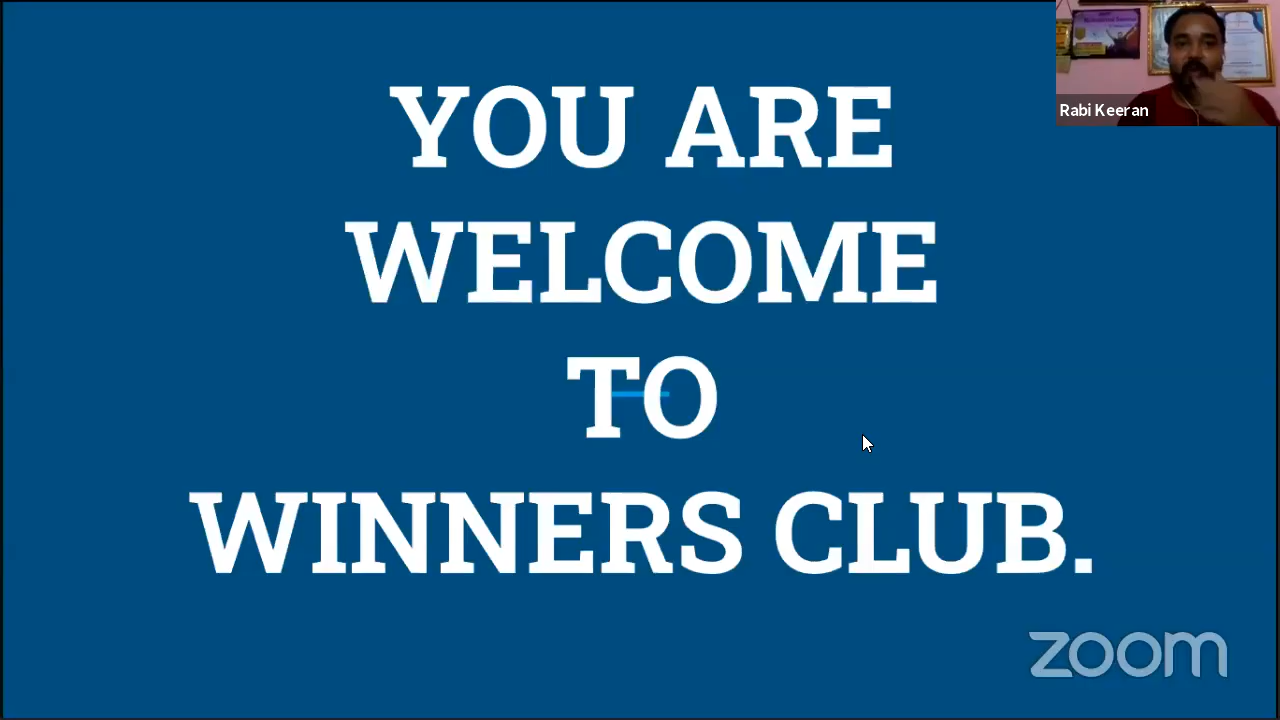 YOU ARE
WELCOME
TO
WINNERS CLUB.
Rabi Keeran
zoom